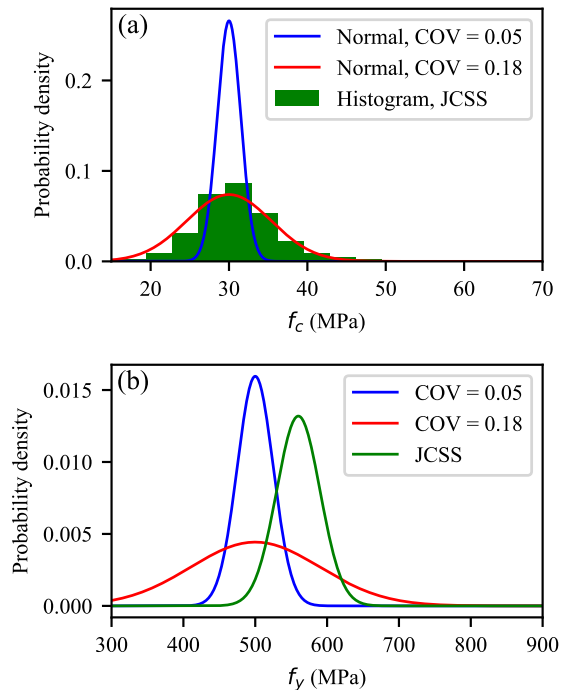 (a)
Normal, COV = 0.05
Normal, COV = 0.18
Histogram, JCSS
Probability density
0.2
0.1
0.0
20 30 40 50 60 70
f_c (MPa)
(b)
COV = 0.05
COV = 0.18
JCSS
Probability density
0.015
0.010
0.005
0.000
300 400 500 600 700 800 900
f_y (MPa)